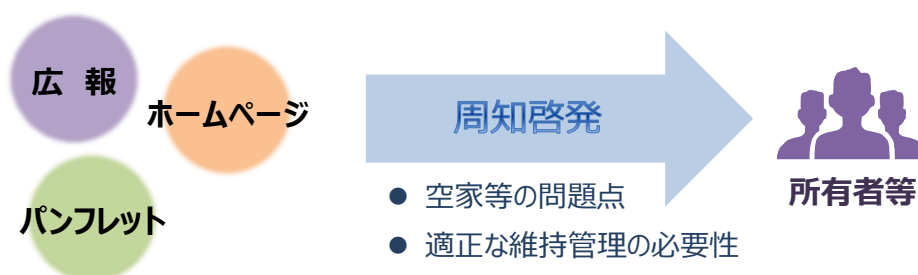 広 報
ホームページ
パンフレット
周知啓発
● 空家等の問題点
● 適正な維持管理の必要性
所有者等